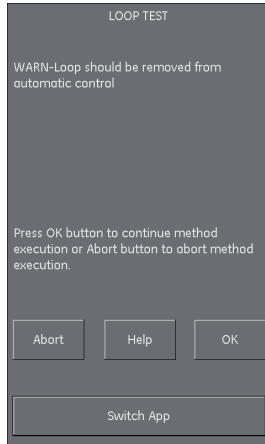 LOOP TEST
WARN-Loop should be removed from
automatic control
Press OK button to continue method
execution or Abort button to abort method
execution.
Abort Help OK
Switch App